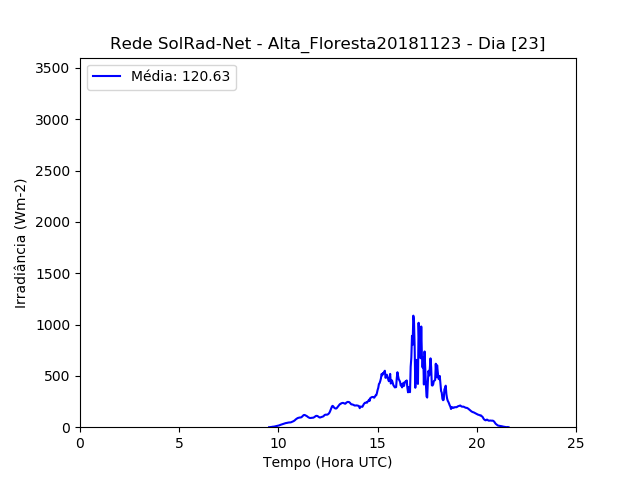 Rede SolRad-Net - Alta_Floresta20181123 - Dia [23]
Média: 120.63
3500
3000
2500
2000
1500
1000
500
0
Irradiância (Wm-2)
0 5 10 15 20 25
Tempo (Hora UTC)